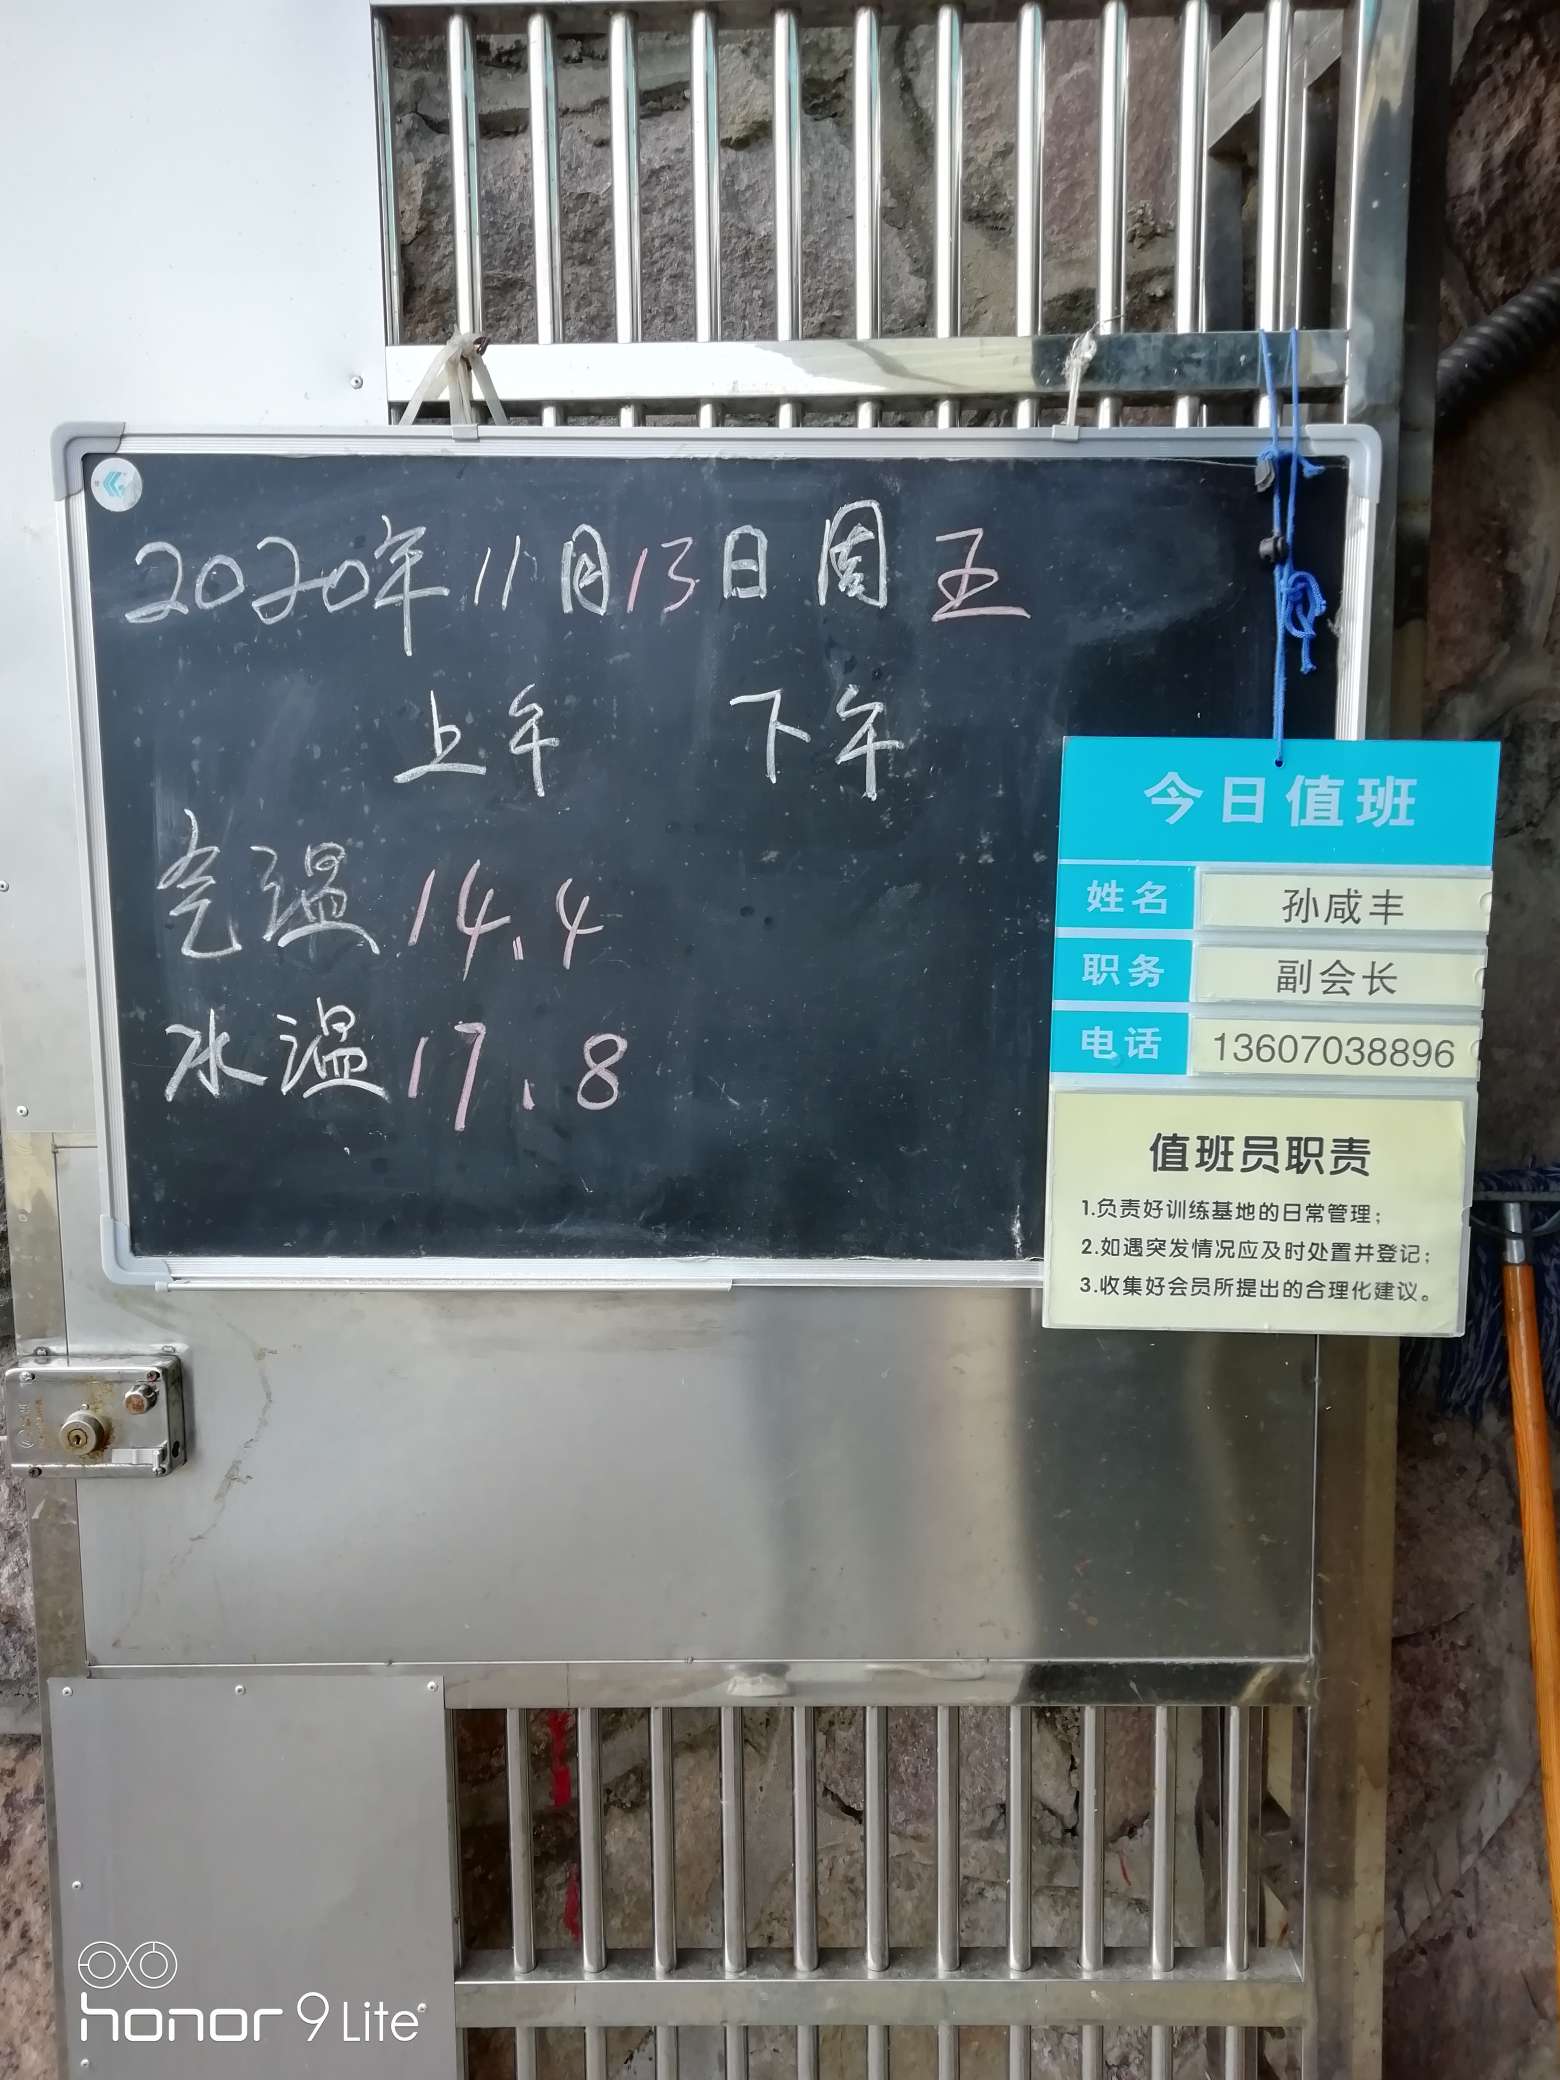 2020年11月13日周五
上午 下午
气温14.4
水温17.8
今日值班
姓名 孙咸丰
职务 副会长
电话 13607038896
值班员职责
1.负责好训练基地的日常管理；
2.如遇突发情况应及时处置并登记；
3.收集好会员所提出的合理化建议。
honor 9 Lite